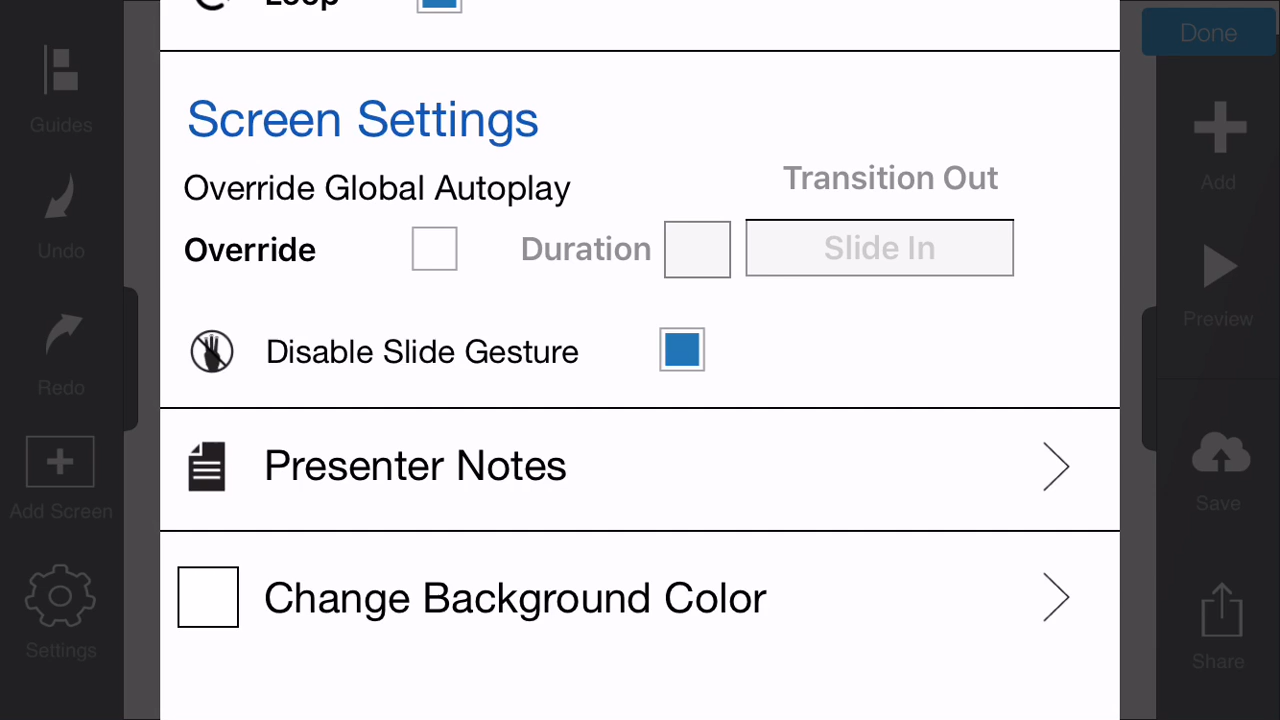 Loop
Done
Screen Settings
Override Global Autoplay
Transition Out
Override
Duration
Slide In
Disable Slide Gesture
Presenter Notes
Change Background Color
Guides
Undo
Redo
Add Screen
Settings
Add
Preview
Save
Share